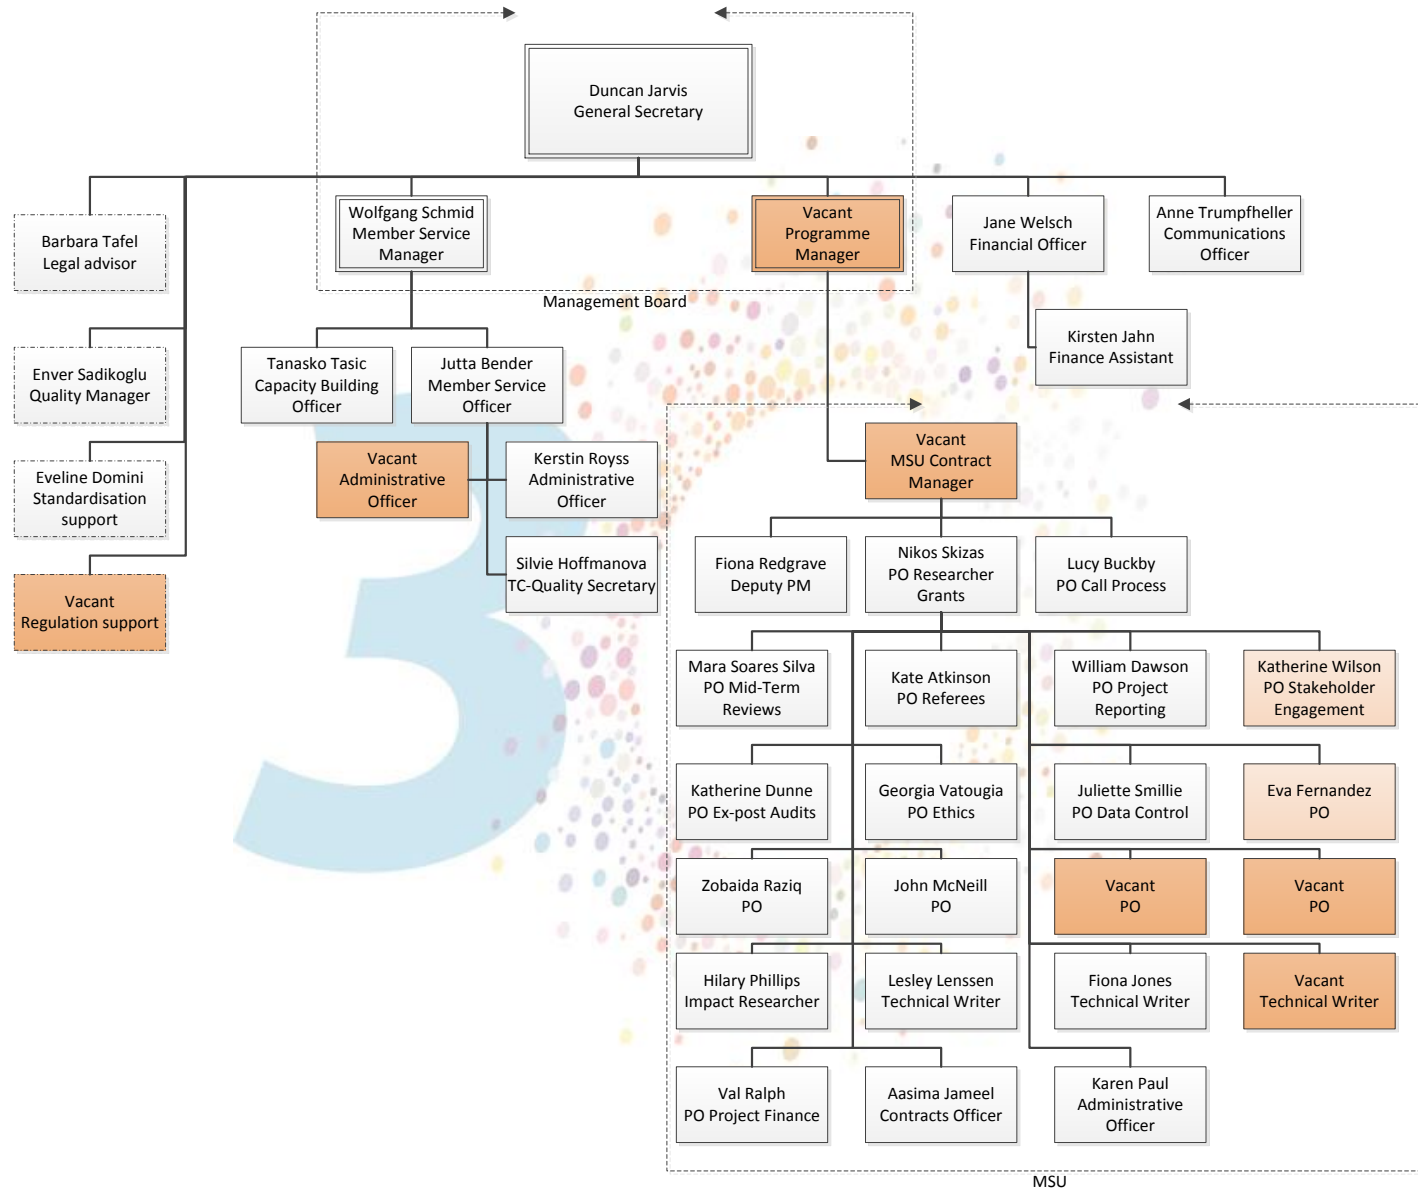 Duncan Jarvis
General Secretary
Barbara Tafel
Legal advisor
Wolfgang Schmid
Member Service
Manager
Vacant
Programme
Manager
Jane Welsch
Financial Officer
Anne Trumpfheller
Communications
Officer
Management Board
Enver Sadikoglu
Quality Manager
Tanasko Tasic
Capacity Building
Officer
Jutta Bender
Member Service
Officer
Kirsten Jahn
Finance Assistant
Eveline Domini
Standardisation
support
Vacant
Administrative
Officer
Kerstin Royss
Administrative
Officer
Vacant
MSU Contract
Manager
Vacant
Regulation support
Silvie Hoffmanova
TC-Quality Secretary
Fiona Redgrave
Deputy PM
Nikos Skizas
PO Researcher
Grants
Lucy Buckby
PO Call Process
Mara Soares Silva
PO Mid-Term
Reviews
Kate Atkinson
PO Referees
William Dawson
PO Project
Reporting
Katherine Wilson
PO Stakeholder
Engagement
Katherine Dunne
PO Ex-post Audits
Georgia Vatougia
PO Ethics
Juliette Smillie
PO Data Control
Eva Fernandez
PO
Zobaida Raziq
PO
John McNeill
PO
Vacant
PO
Vacant
PO
Hilary Phillips
Impact Researcher
Lesley Lenssen
Technical Writer
Fiona Jones
Technical Writer
Vacant
Technical Writer
Val Ralph
PO Project Finance
Aasima Jameel
Contracts Officer
Karen Paul
Administrative
Officer
MSU
3